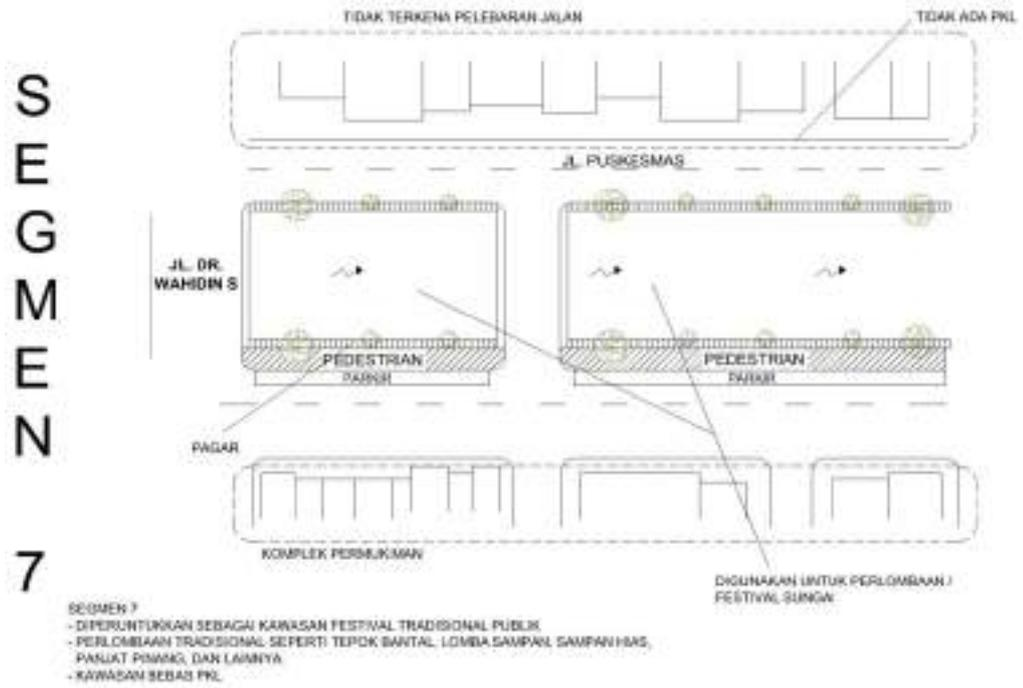 SEGMEN 7
TIDAK TERKENA PELEBARAN JALAN
TIDAK ADA PKL
JL. PUSKESMAS
JL. DR.
WAHIDIN S
PEDESTRIAN
PARKIR
PEDESTRIAN
PARKIR
PAGAR
KOMPLEK PERMUKIMAN
DIGUNAKAN UNTUK PERLOMBAAN /
FESTIVAL SUNGAI
SEGMEN 7
- DIPERUNTUKKAN SEBAGAI KAWASAN FESTIVAL TRADISIONAL PUBLIK
- PERLOMBAAN TRADISIONAL SEPERTI TEPOK BANTAL, LOMBA SAMPAN, SAMPAN HIAS,
PANJAT PINANG, DAN LAINNYA
- KAWASAN BEBAS PKL